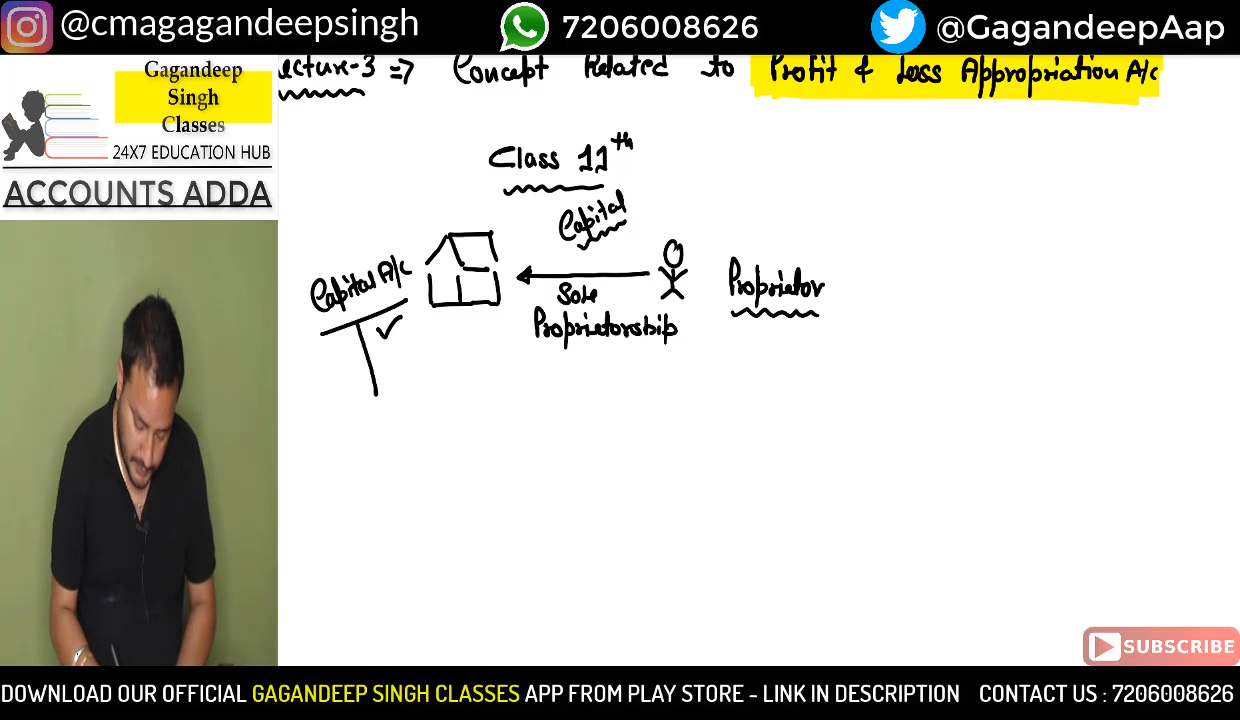 @cmagagandeepsingh 7206008626 @GagandeepAap
Gagandeep
Singh
Classes
24X7 EDUCATION HUB
ACCOUNTS ADDA
ecture-3 => Concept Related to Profit & Loss Appropriation A/c
Class 11th
Capital
Capital A/c
Sole
Proprietorship
Proprietor
SUBSCRIBE
DOWNLOAD OUR OFFICIAL GAGANDEEP SINGH CLASSES APP FROM PLAY STORE - LINK IN DESCRIPTION CONTACT US : 7206008626